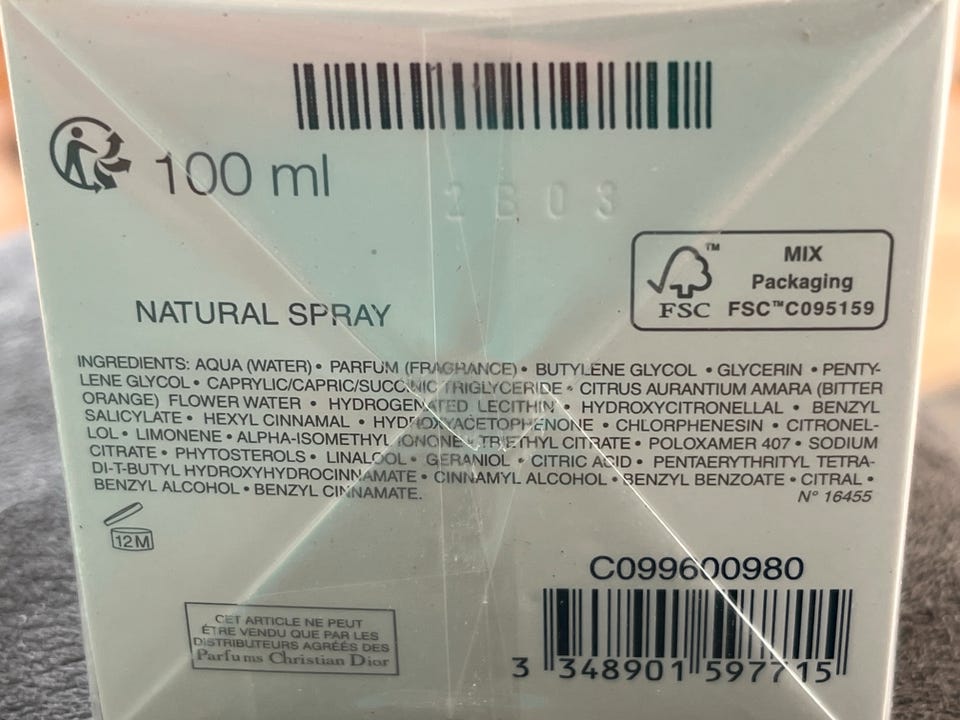 100 ml
2B03
MIX
Packaging
FSC™C095159
FSC
NATURAL SPRAY
INGREDIENTS: AQUA (WATER) • PARFUM (FRAGRANCE) • BUTYLENE GLYCOL • GLYCERIN • PENTY-
LENE GLYCOL • CAPRYLIC/CAPRIC/SUCCINIC TRIGLYCERIDE • CITRUS AURANTIUM AMARA (BITTER
ORANGE) FLOWER WATER • HYDROGENATED LECITHIN • HYDROXYCITRONELLAL • BENZYL
SALICYLATE • HEXYL CINNAMAL • HYDROXYACETOPHENONE • CHLORPHENESIN • CITRONEL-
LOL • LIMONENE • ALPHA-ISOMETHYL IONONE • TRIETHYL CITRATE • POLOXAMER 407 • SODIUM
CITRATE • PHYTOSTEROLS • LINALOOL • GERANIOL • CITRIC ACID • PENTAERYTHRITYL TETRA-
DI-T-BUTYL HYDROXYHYDROCINNAMATE • CINNAMYL ALCOHOL • BENZYL BENZOATE • CITRAL •
BENZYL ALCOHOL • BENZYL CINNAMATE.
N° 16455
12M
CET ARTICLE NE PEUT
ÊTRE VENDU QUE PAR LES
DISTRIBUTEURS AGRÉÉS DES
Parfums Christian Dior
C099600980
3 348901 597715